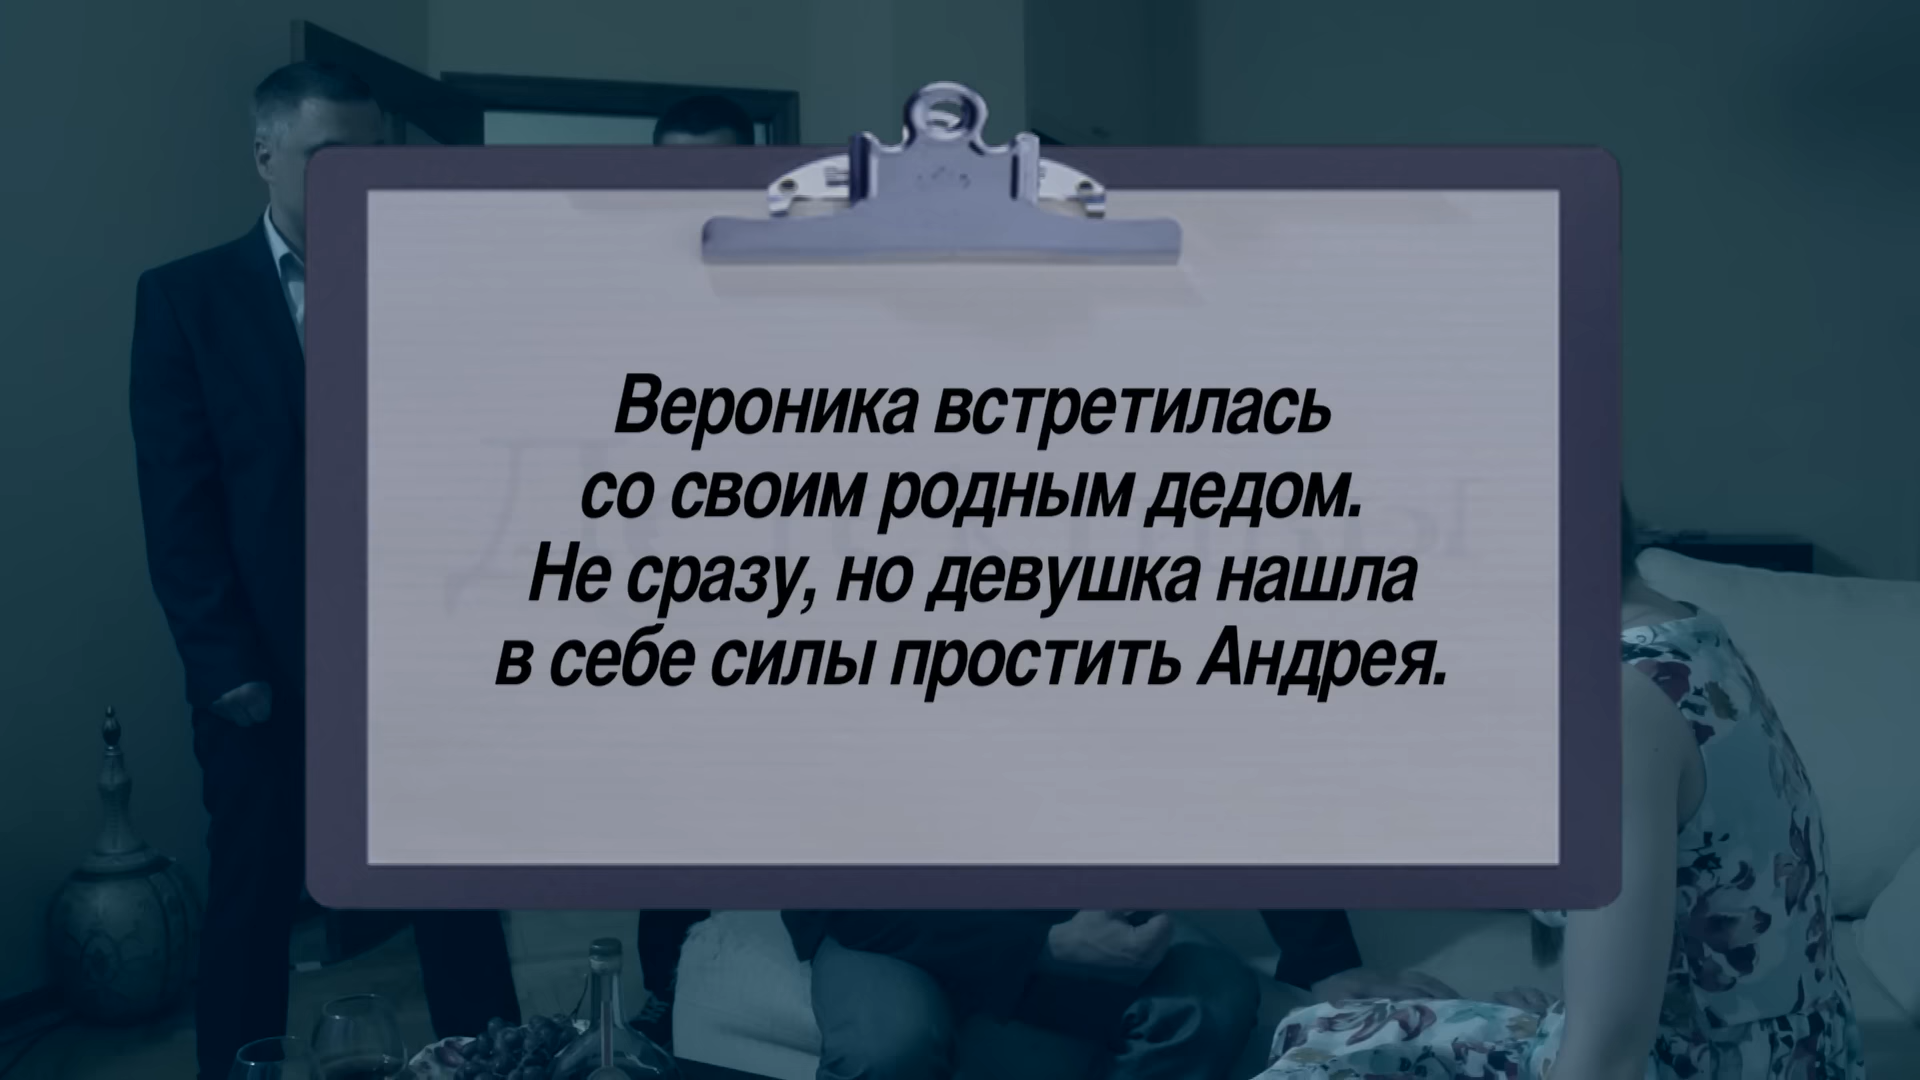 Вероника встретилась
со своим родным дедом.
Не сразу, но девушка нашла
в себе силы простить Андрея.